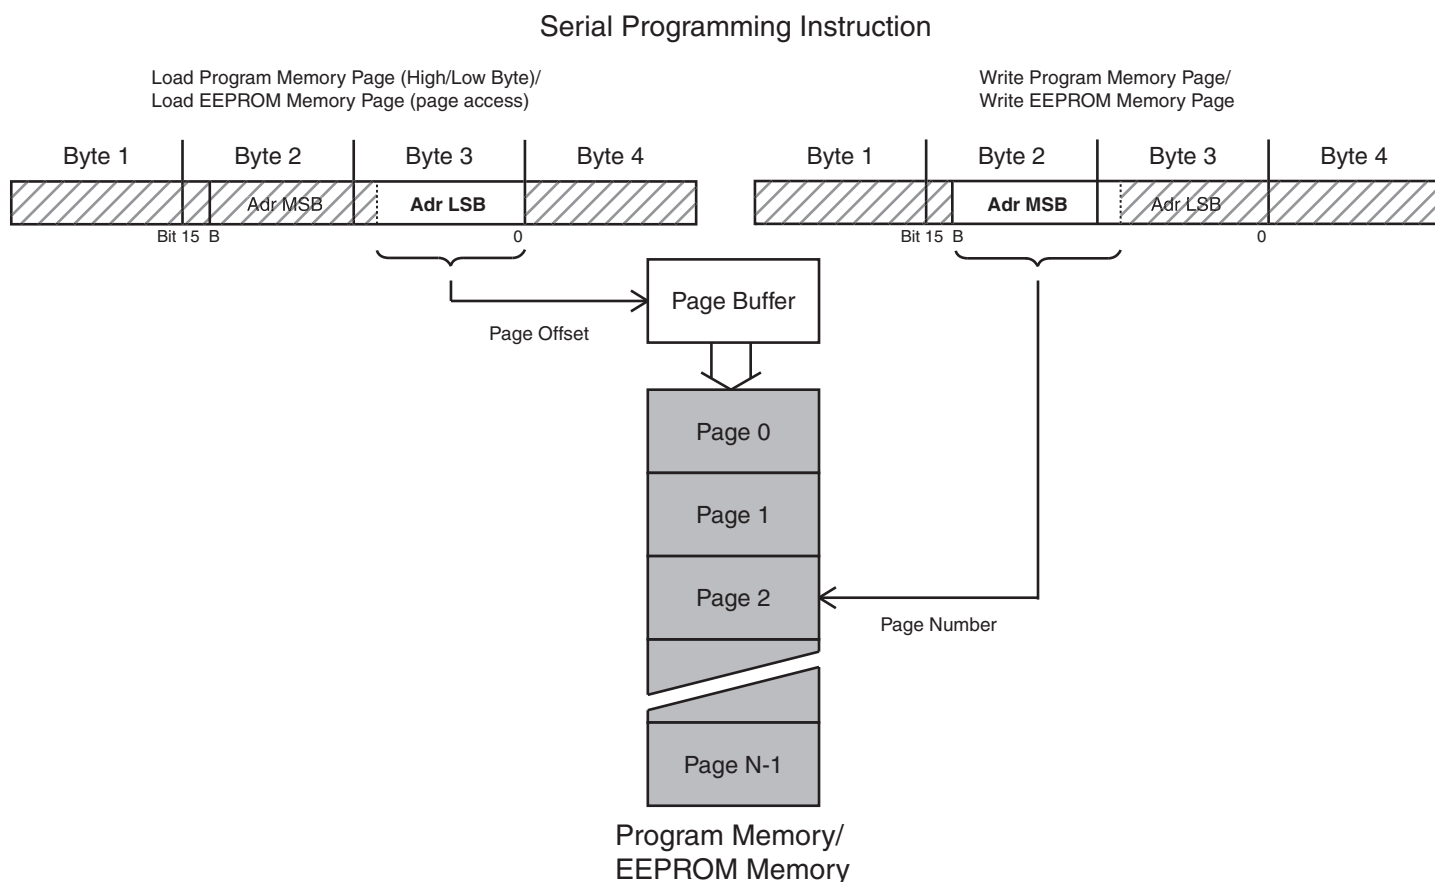 Serial Programming Instruction
Load Program Memory Page (High/Low Byte)/
Load EEPROM Memory Page (page access)
Write Program Memory Page/
Write EEPROM Memory Page
Byte 1 Byte 2 Byte 3 Byte 4
Byte 1 Byte 2 Byte 3 Byte 4
Adr MSB Adr LSB
Adr MSB Adr LSB
Bit 15 B 0
Bit 15 B 0
Page Buffer
Page Offset
Page 0
Page 1
Page 2
Page Number
Page N-1
Program Memory/
EEPROM Memory